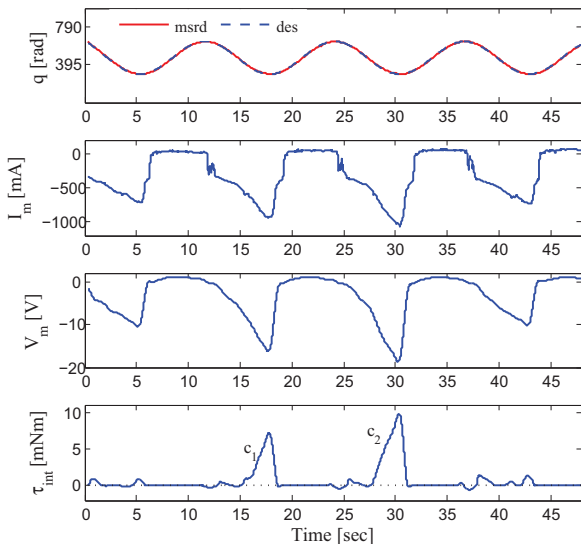 msrd des
790
395
q [rad]
0 5 10 15 20 25 30 35 40 45
0
−500
−1000
I_m [mA]
0 5 10 15 20 25 30 35 40 45
0
−10
−20
V_m [V]
0 5 10 15 20 25 30 35 40 45
10
5
0
τ_int [mNm]
c_1
c_2
0 5 10 15 20 25 30 35 40 45
Time [sec]